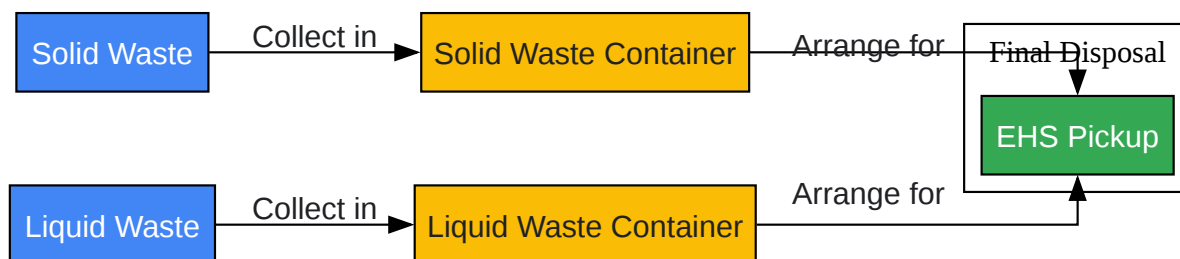 Solid Waste
Collect in
Solid Waste Container
Arrange for
Final Disposal
EHS Pickup
Liquid Waste
Collect in
Liquid Waste Container
Arrange for